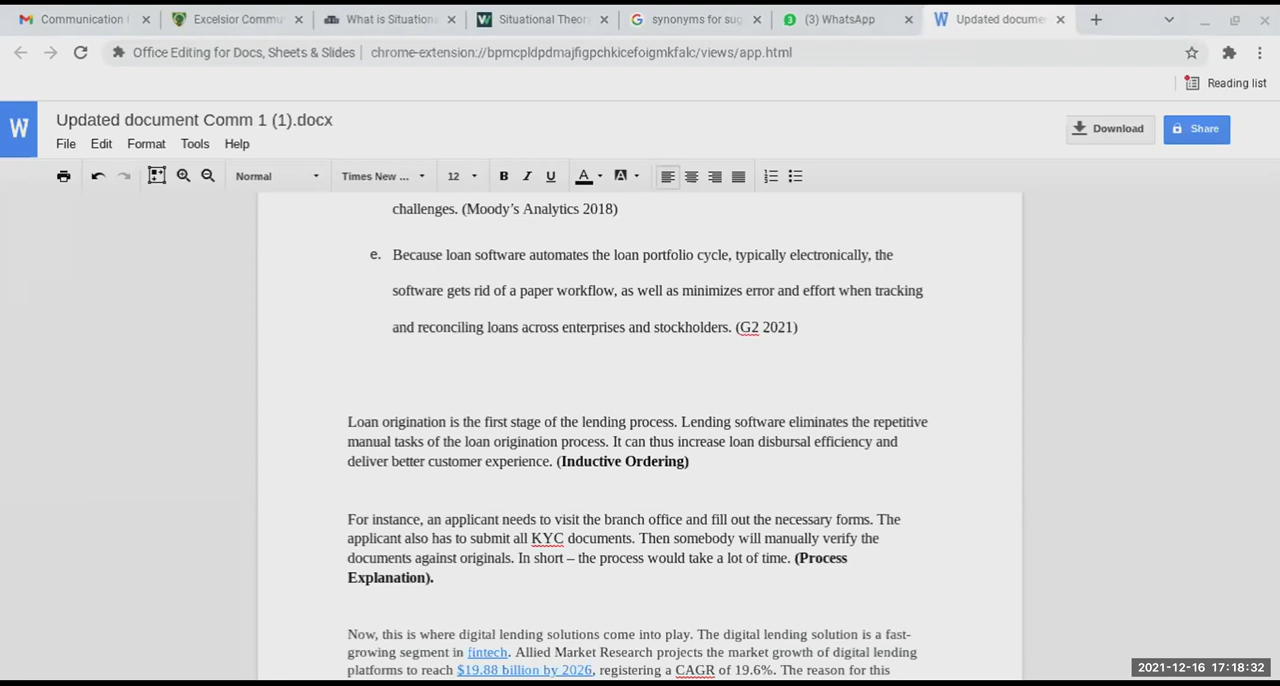 Communication
Excelsior Commu
What is Situationa
Situational Theor
synonyms for sug
(3) WhatsApp
Updated docume
Office Editing for Docs, Sheets & Slides
chrome-extension://bpmcpldpdmajfigpchkicefoigmkfalc/views/app.html
Reading list
W
Updated document Comm 1 (1).docx
File Edit Format Tools Help
Download
Share
Normal
Times New ...
12
B I U A A
challenges. (Moody's Analytics 2018)
e. Because loan software automates the loan portfolio cycle, typically electronically, the
software gets rid of a paper workflow, as well as minimizes error and effort when tracking
and reconciling loans across enterprises and stockholders. (G2 2021)
Loan origination is the first stage of the lending process. Lending software eliminates the repetitive
manual tasks of the loan origination process. It can thus increase loan disbursal efficiency and
deliver better customer experience. (Inductive Ordering)
For instance, an applicant needs to visit the branch office and fill out the necessary forms. The
applicant also has to submit all KYC documents. Then somebody will manually verify the
documents against originals. In short – the process would take a lot of time. (Process
Explanation).
Now, this is where digital lending solutions come into play. The digital lending solution is a fast-
growing segment in fintech. Allied Market Research projects the market growth of digital lending
platforms to reach $19.88 billion by 2026, registering a CAGR of 19.6%. The reason for this
2021-12-16 17:18:32